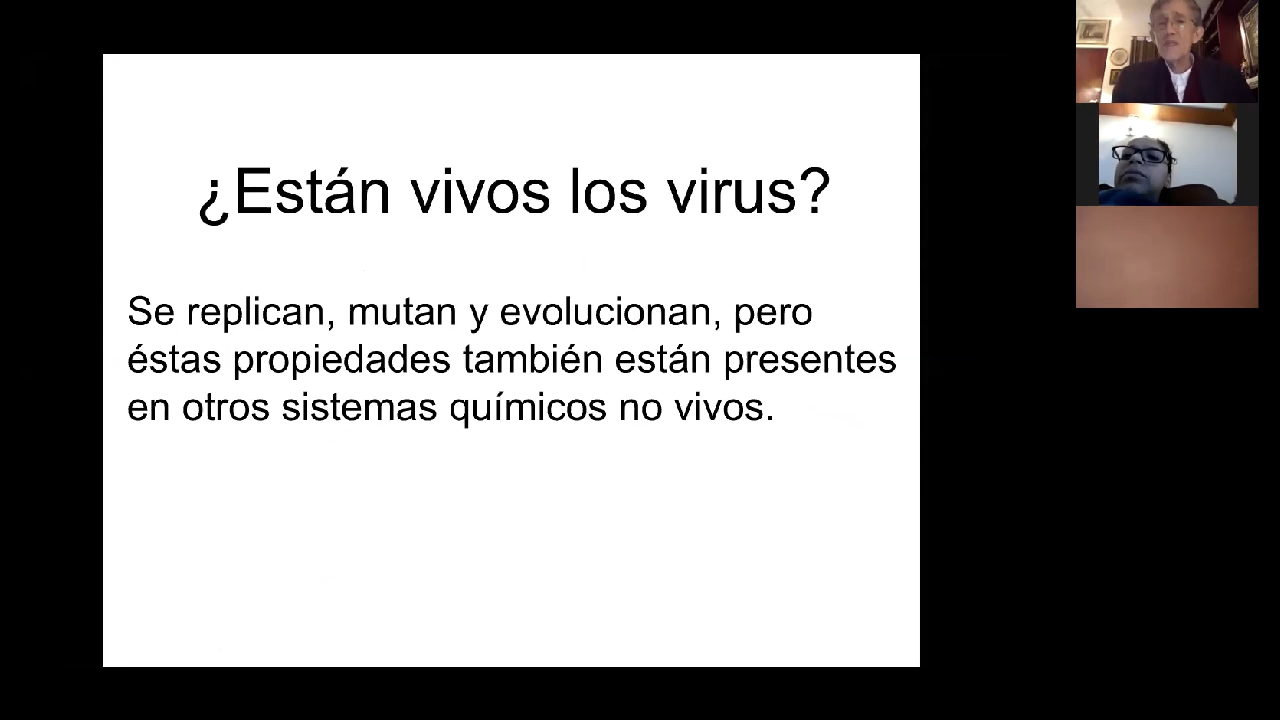 ¿Están vivos los virus?
Se replican, mutan y evolucionan, pero
éstas propiedades también están presentes
en otros sistemas químicos no vivos.